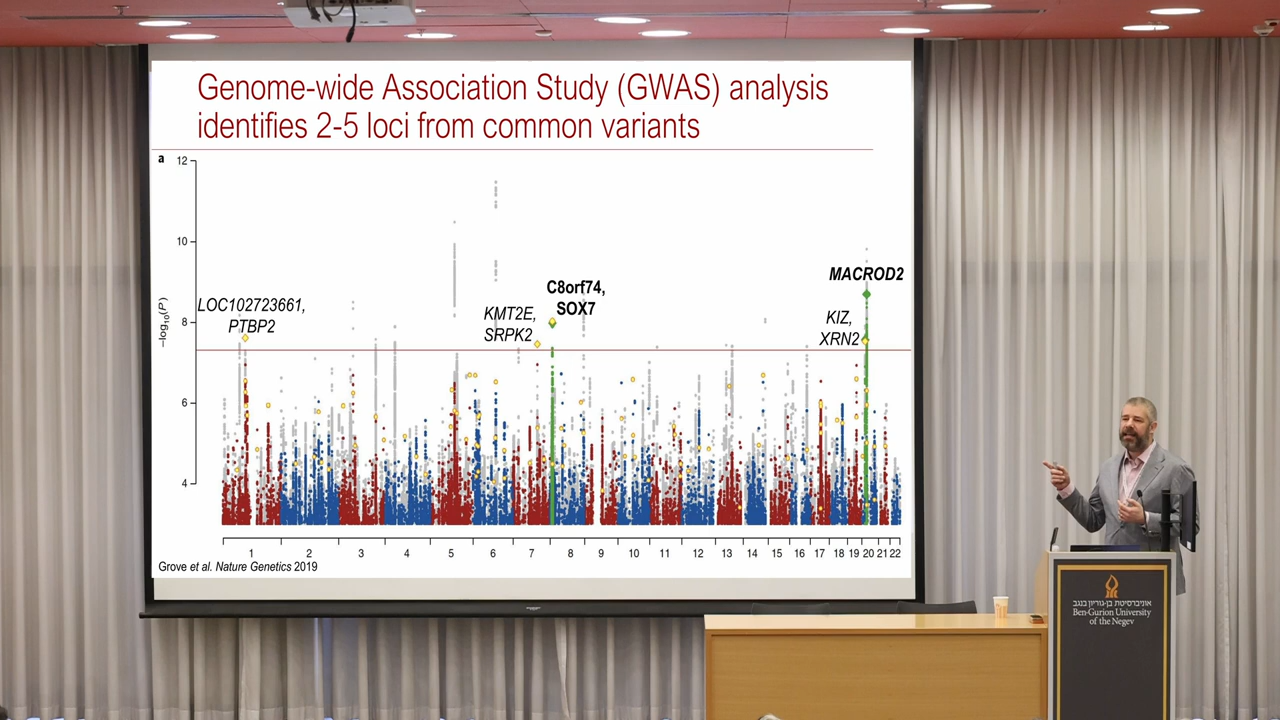 Genome-wide Association Study (GWAS) analysis
identifies 2-5 loci from common variants
a
12
10
8
6
4
−log10(P)
LOC102723661,
PTBP2
KMT2E,
SRPK2
C8orf74,
SOX7
MACROD2
KIZ,
XRN2
1 2 3 4 5 6 7 8 9 10 11 12 13 14 15 16 17 18 19 20 21 22
Grove et al. Nature Genetics 2019
אוניברסיטת בן-גוריון בנגב
Ben-Gurion University
of the Negev